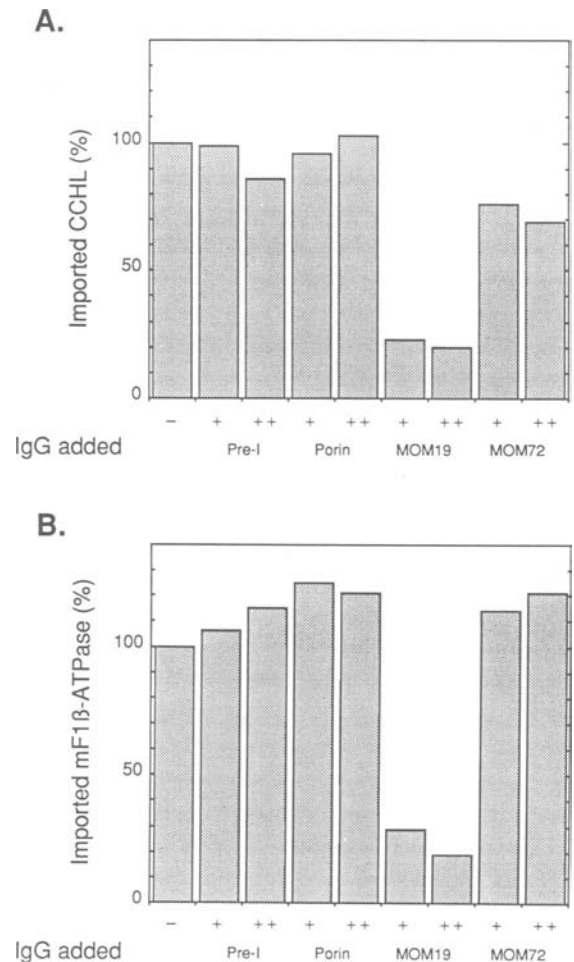 A.
Imported CCHL (%)
100
50
0
IgG added
− + ++ + ++ + ++ + ++
Pre-I Porin MOM19 MOM72
B.
Imported mF1ß-ATPase (%)
100
50
0
IgG added
− + ++ + ++ + ++ + ++
Pre-I Porin MOM19 MOM72